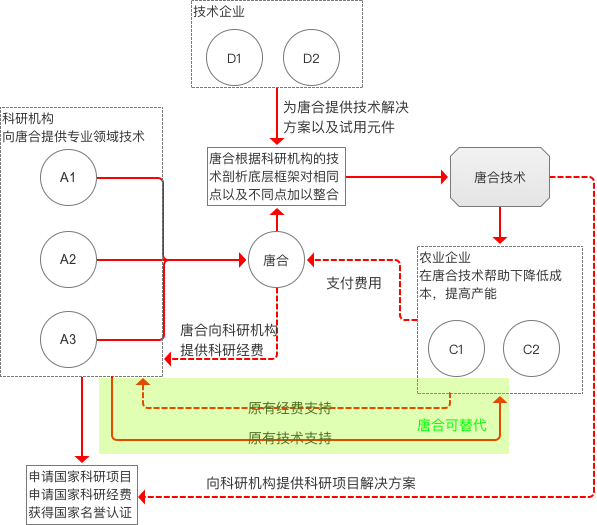 技术企业
D1
D2
为唐合提供技术解决
方案以及试用元件
科研机构
向唐合提供专业领域技术
A1
A2
A3
唐合根据科研机构的技
术剖析底层框架对相同
点以及不同点加以整合
唐合技术
唐合
农业企业
在唐合技术帮助下降低成
本，提高产能
C1
C2
支付费用
唐合向科研机构
提供科研经费
原有经费支持
唐合可替代
原有技术支持
申请国家科研项目
申请国家科研经费
获得国家名誉认证
向科研机构提供科研项目解决方案